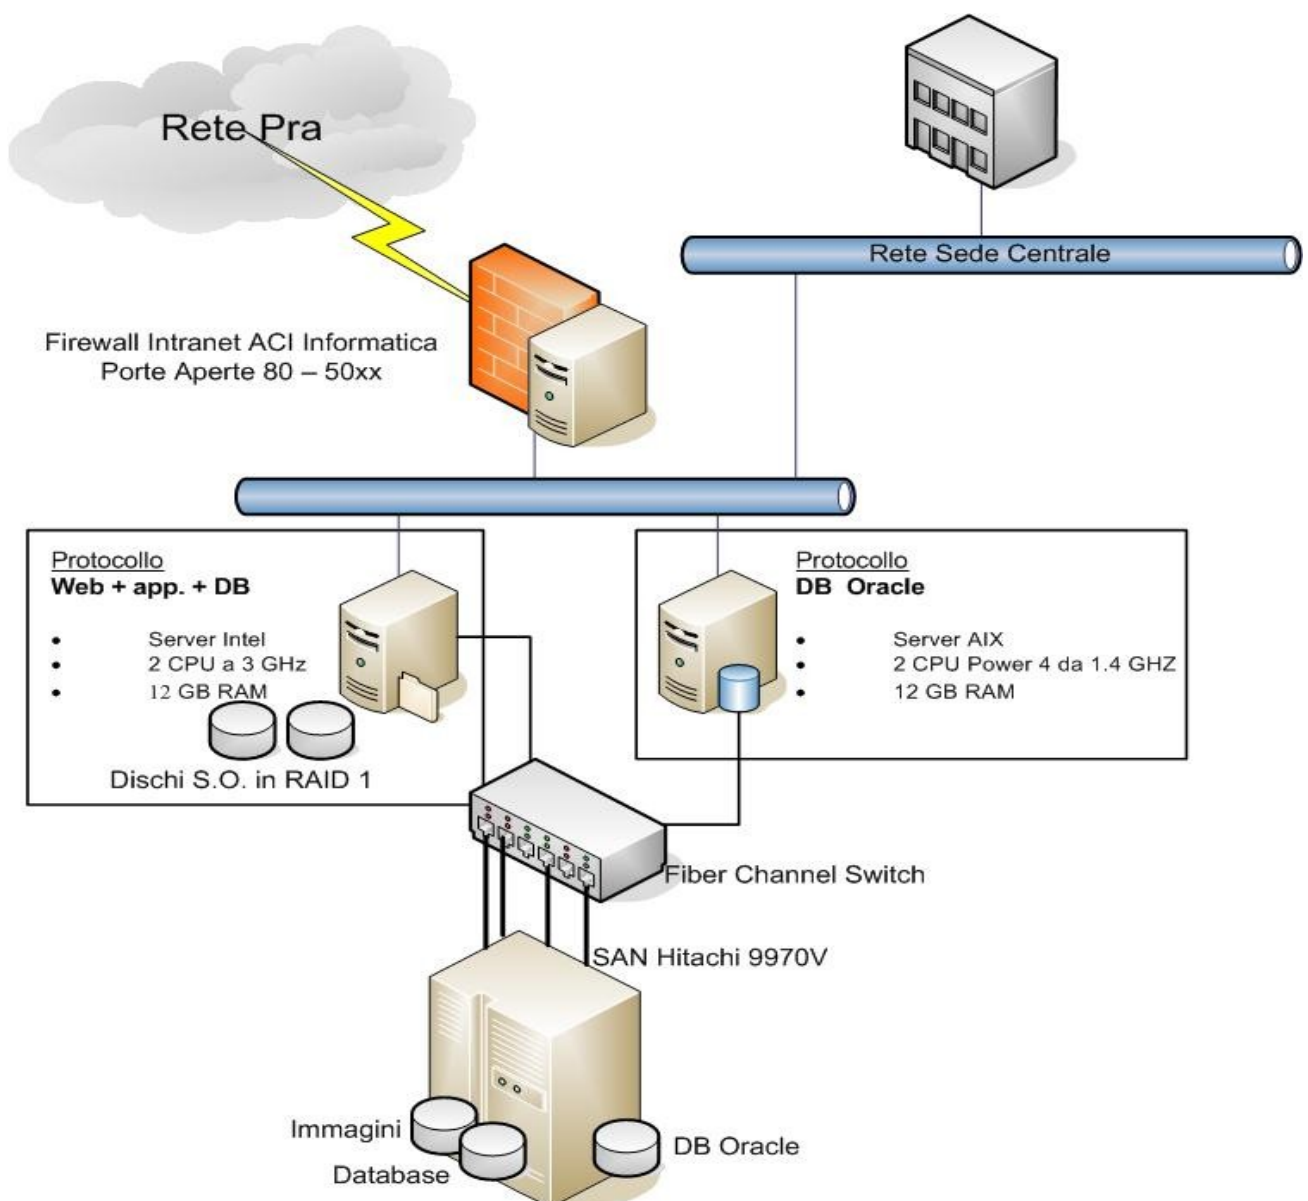 Rete Pra
Rete Sede Centrale
Firewall Intranet ACI Informatica
Porte Aperte 80 – 50xx
Protocollo
Web + app. + DB
• Server Intel
• 2 CPU a 3 GHz
• 12 GB RAM
Dischi S.O. in RAID 1
Protocollo
DB Oracle
• Server AIX
• 2 CPU Power 4 da 1.4 GHZ
• 12 GB RAM
Fiber Channel Switch
SAN Hitachi 9970V
Immagini
Database
DB Oracle